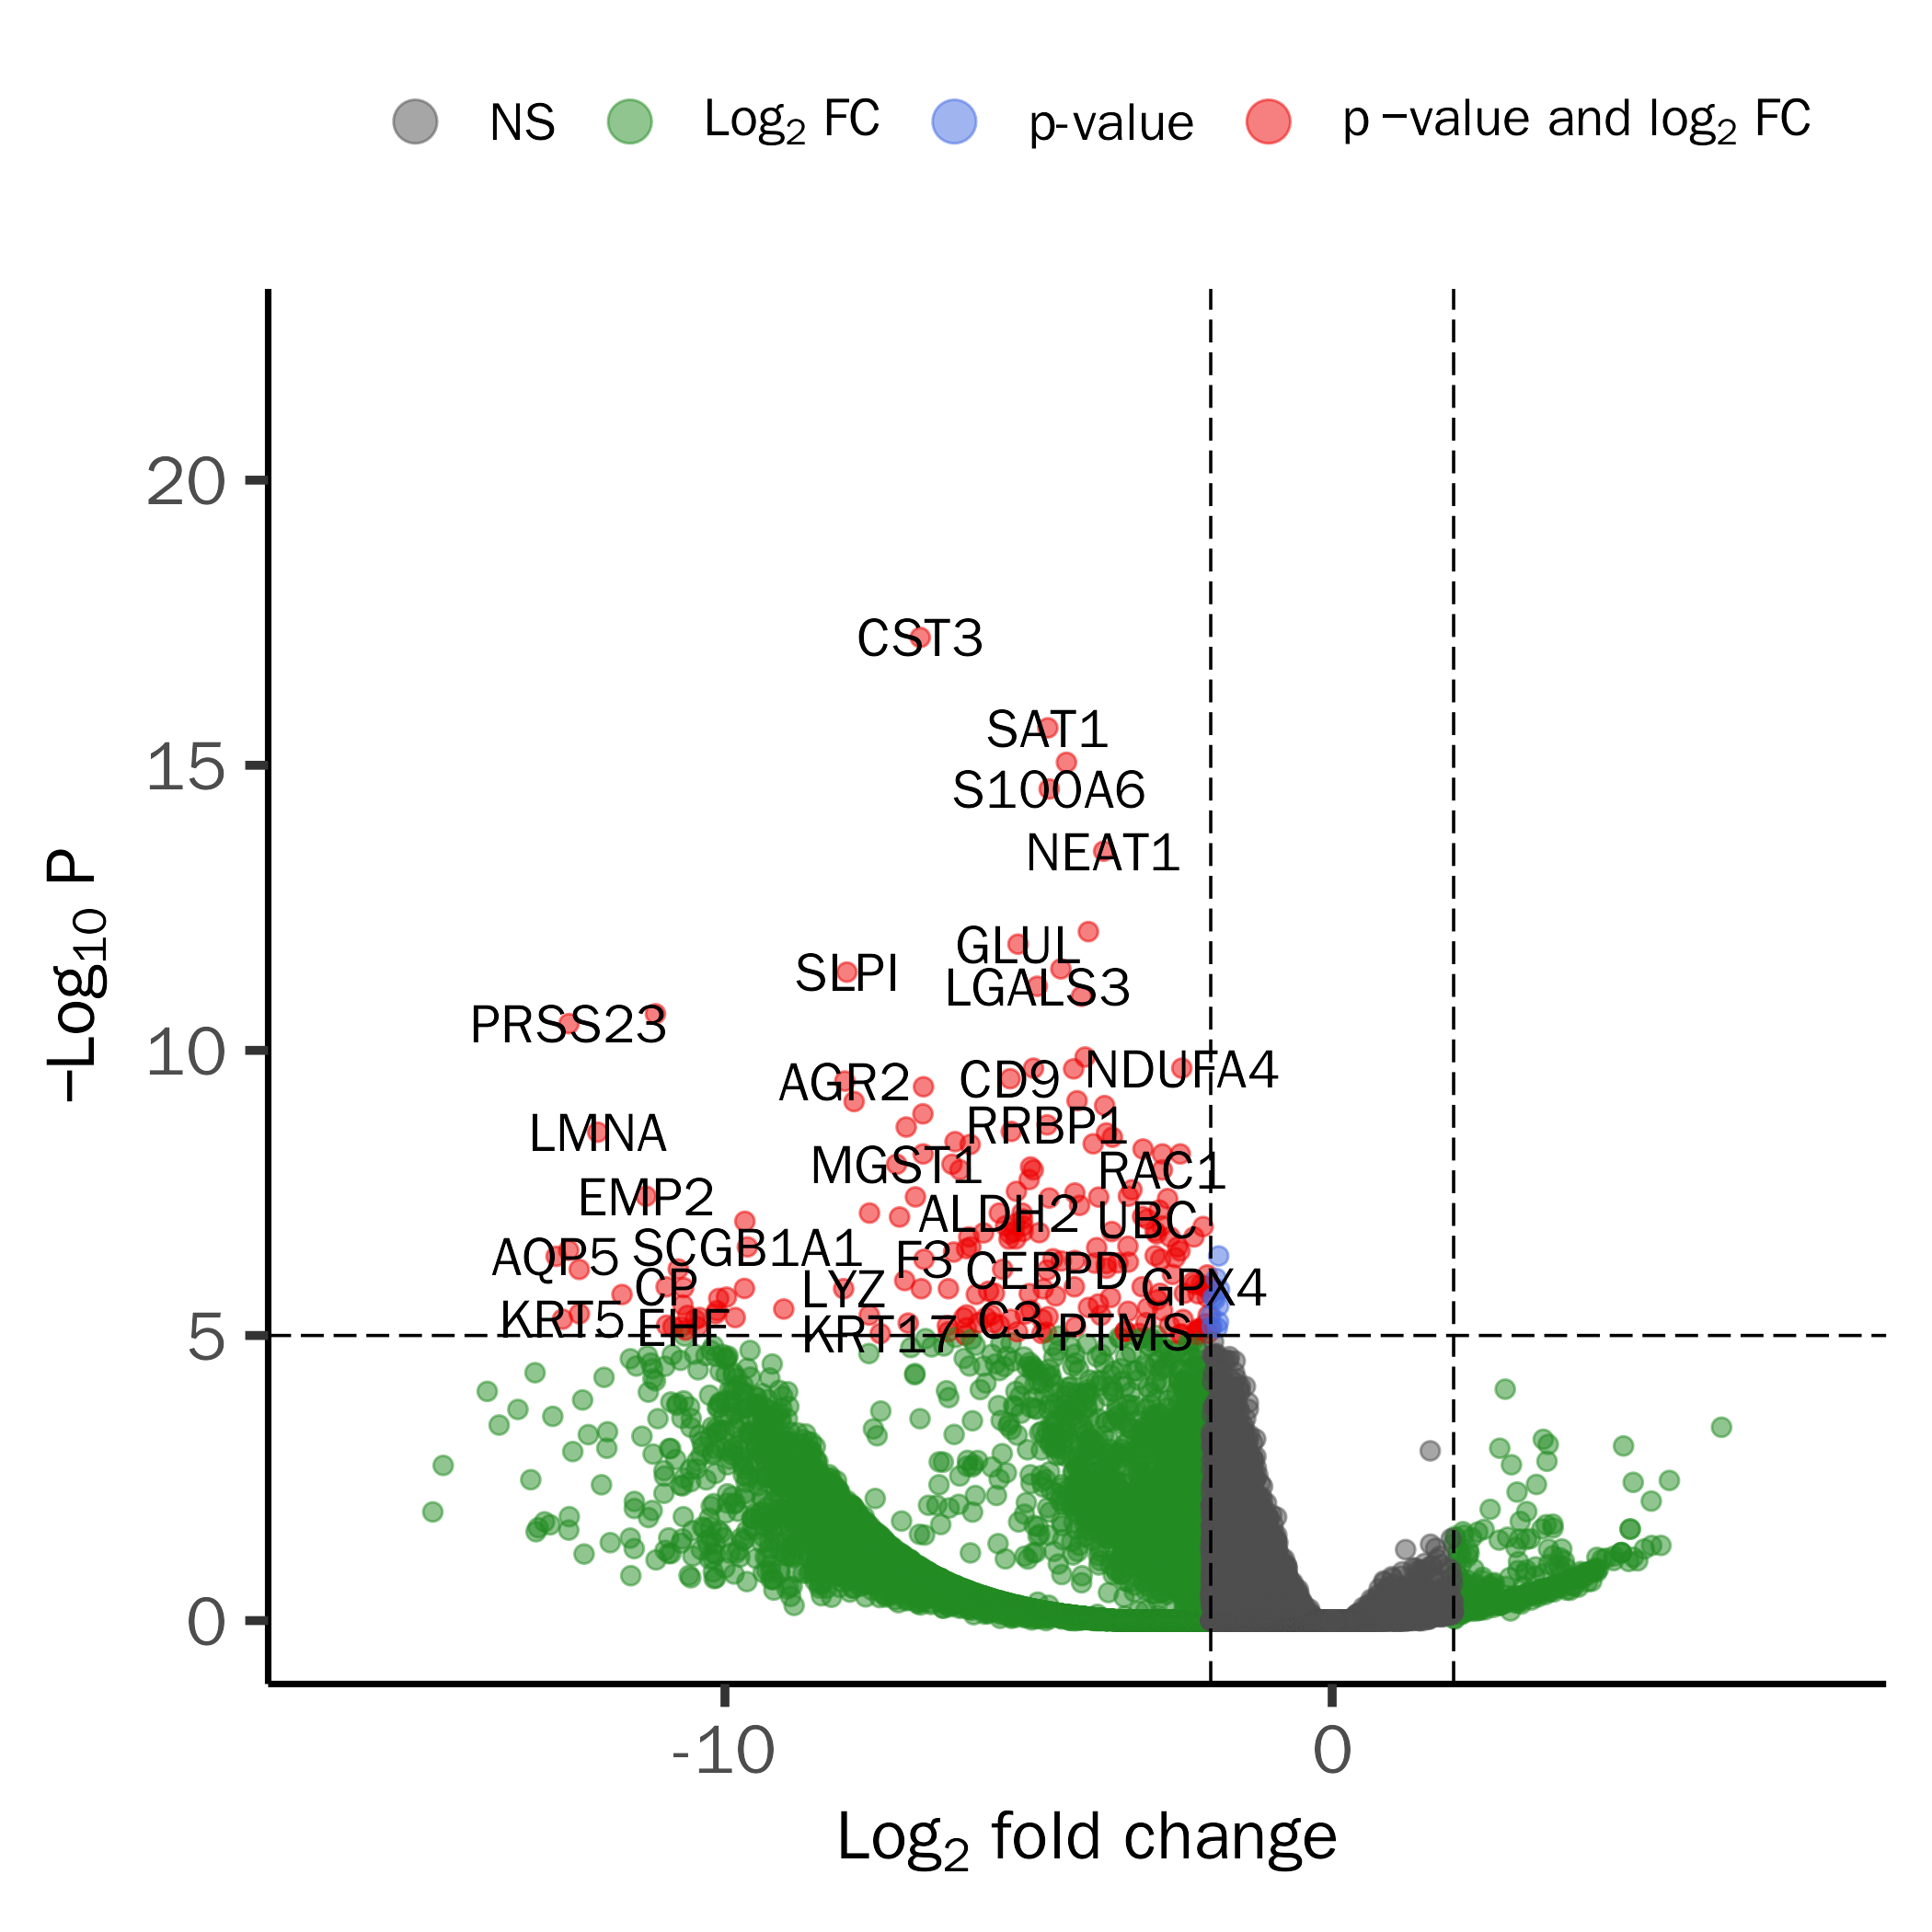 NS Log₂ FC p-value p −value and log₂ FC
20
15
10
5
0
−Log₁₀ P
CST3
SAT1
S100A6
NEAT1
GLUL
SLPI
LGALS3
PRSS23
AGR2 CD9 NDUFA4
LMNA RRBP1
MGST1 RAC1
EMP2
ALDH2 UBC
AQP5 SCGB1A1 F3 CEBPD
CP LYZ GPX4
KRT5 EHF KRT17 C3 PTMS
-10 0
Log₂ fold change